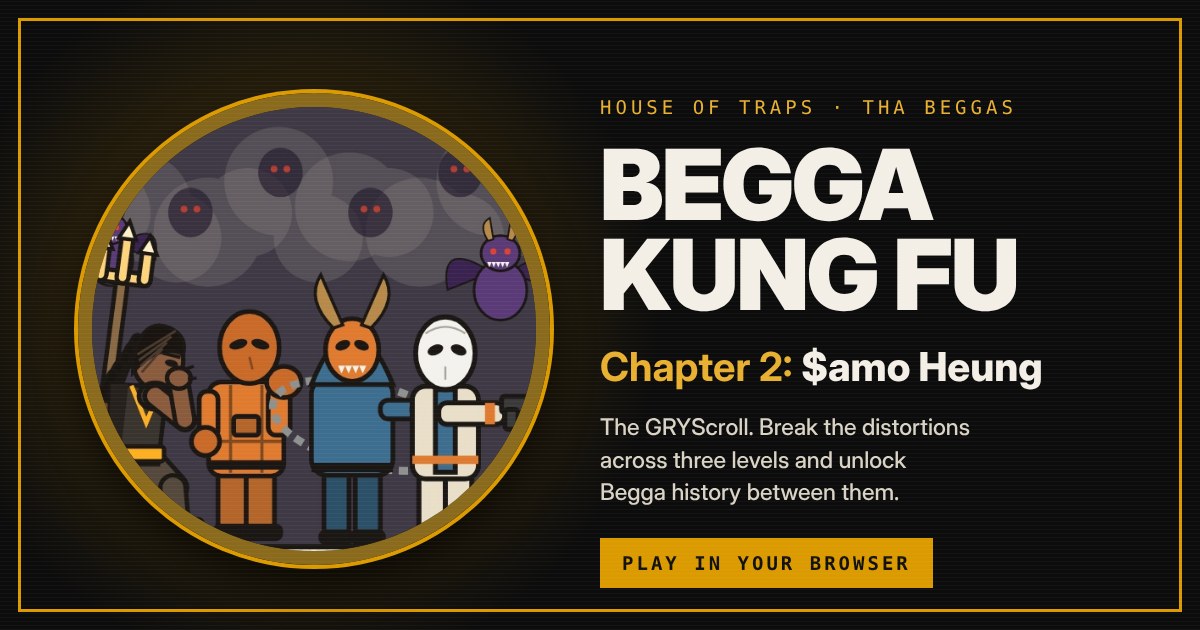 HOUSE OF TRAPS · THA BEGGAS
BEGGA
KUNG FU
Chapter 2: $amo Heung
The GRYScroll. Break the distortions
across three levels and unlock
Begga history between them.
PLAY IN YOUR BROWSER